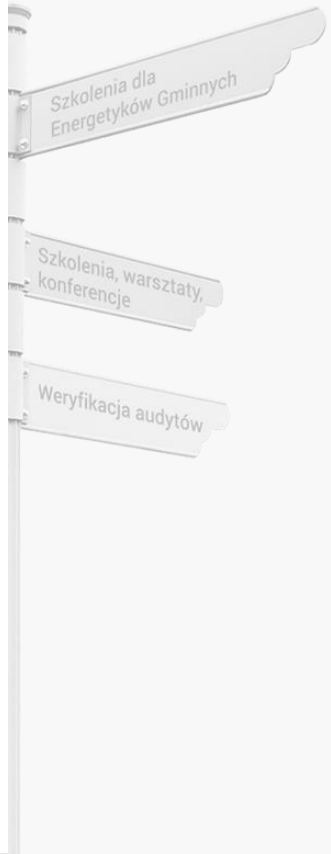 Szkolenia dla
Energetyków Gminnych
Szkolenia, warsztaty,
konferencje
Weryfikacja audytów